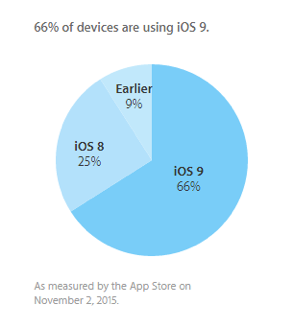 66% of devices are using iOS 9.
Earlier
9%
iOS 8
25%
iOS 9
66%
As measured by the App Store on
November 2, 2015.